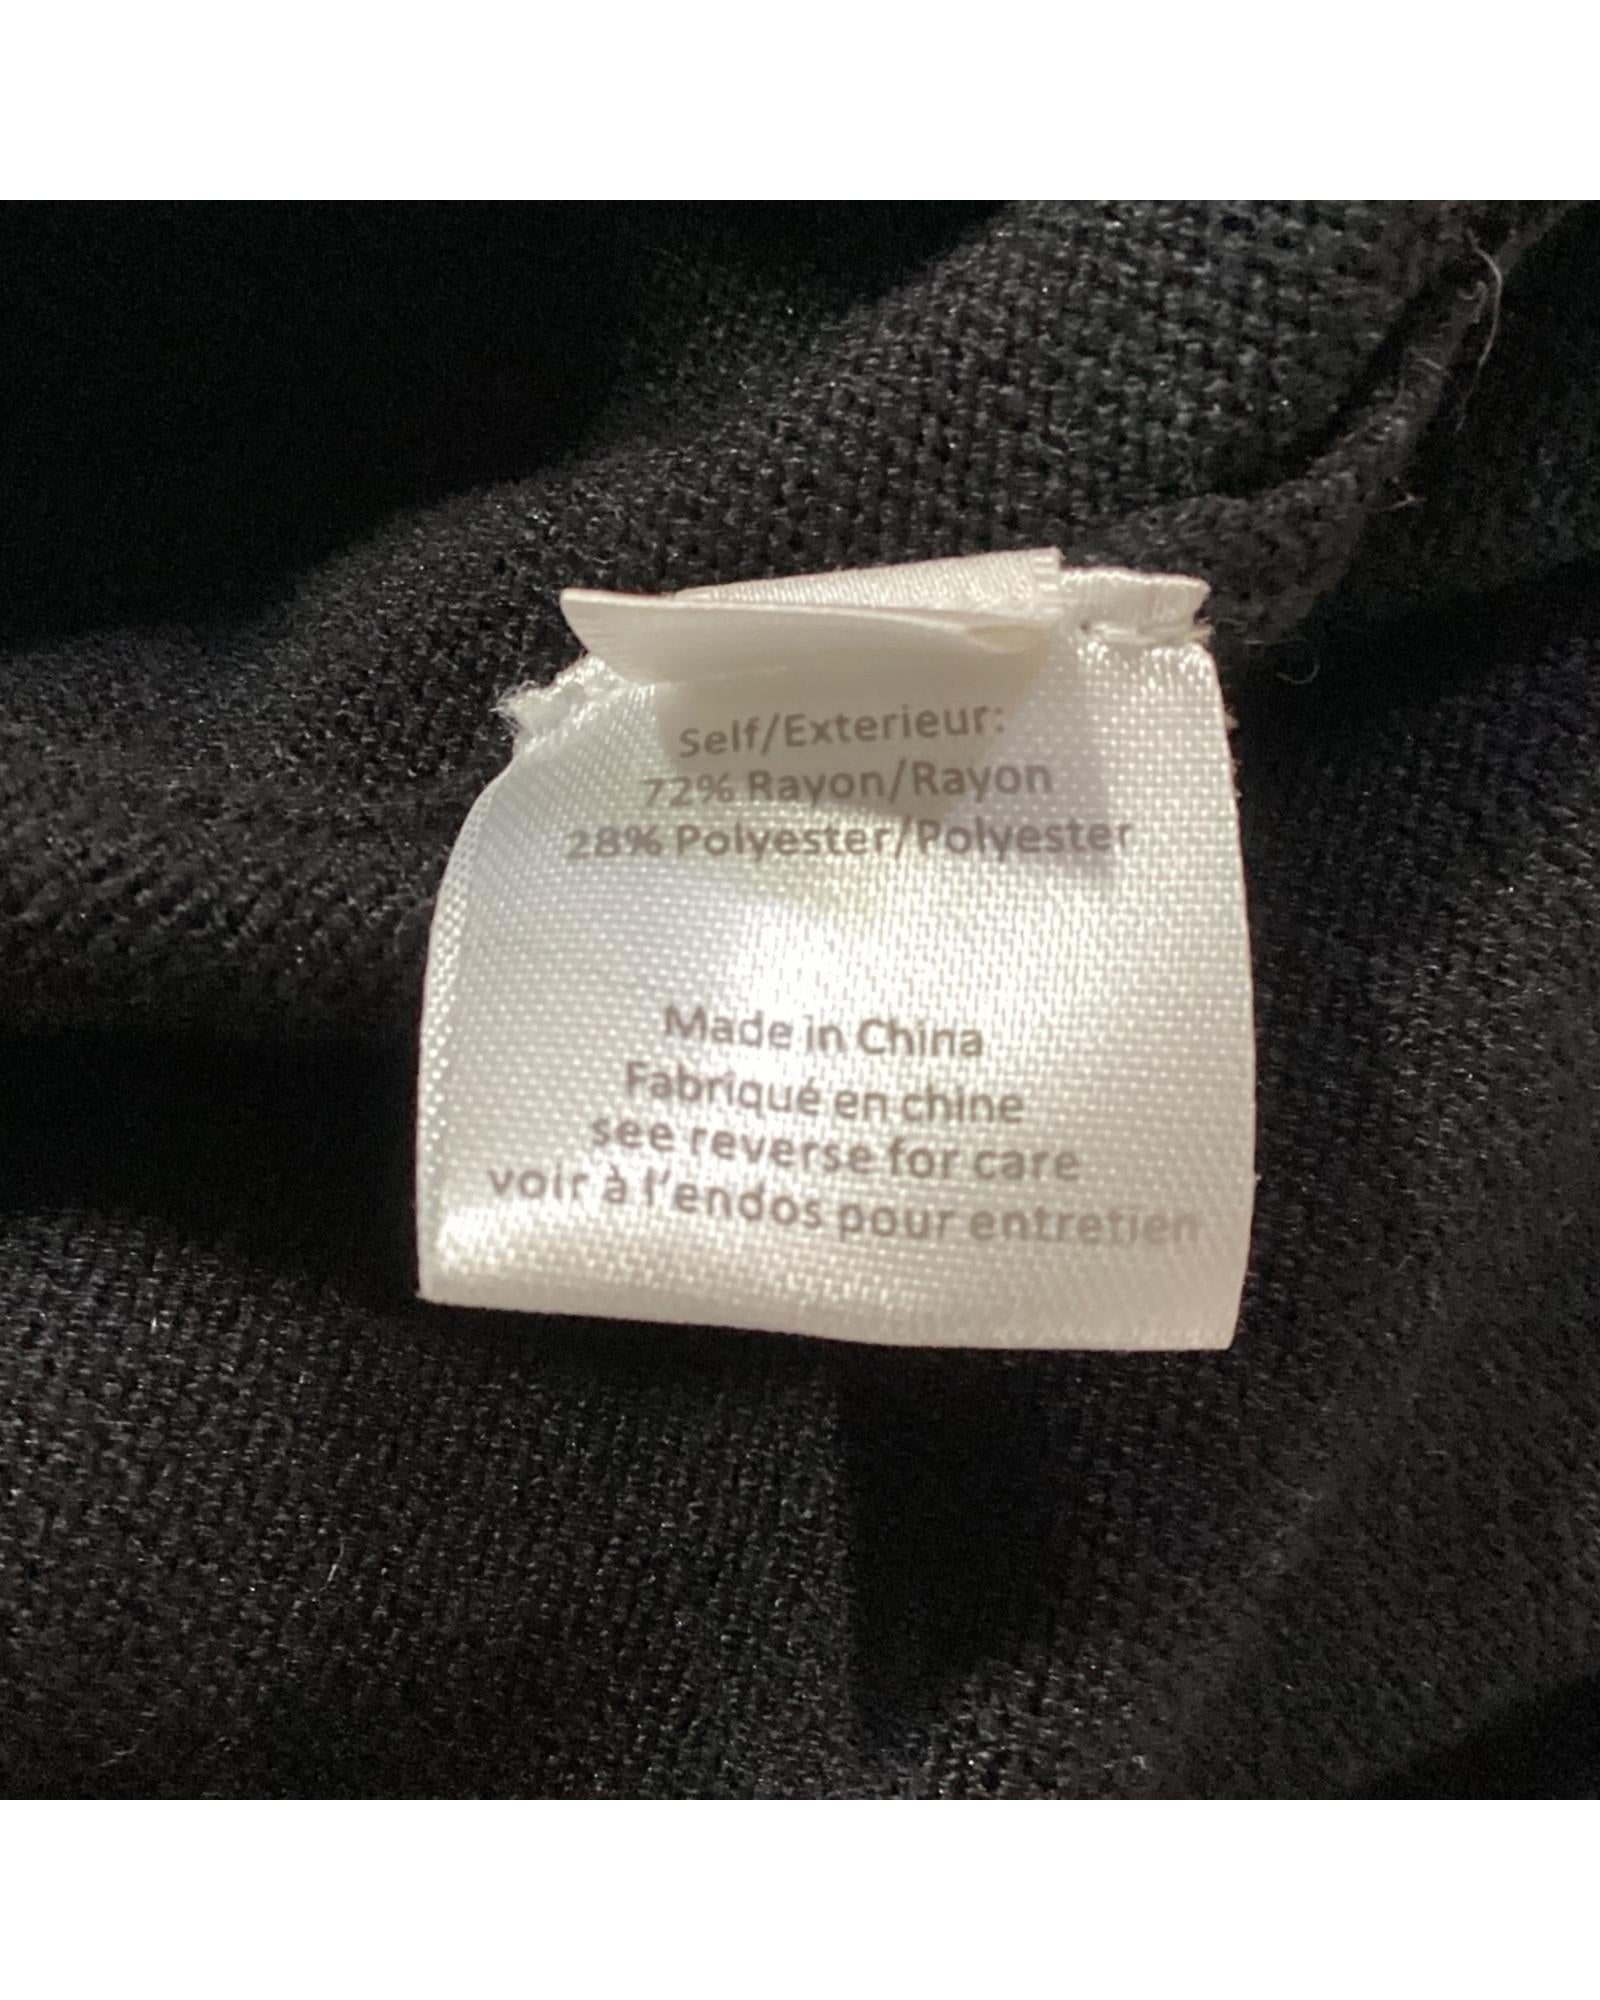 Self/Exterieur:
72% Rayon/Rayon
28% Polyester/Polyester
Made in China
Fabriqué en chine
see reverse for care
voir à l'endos pour entretien